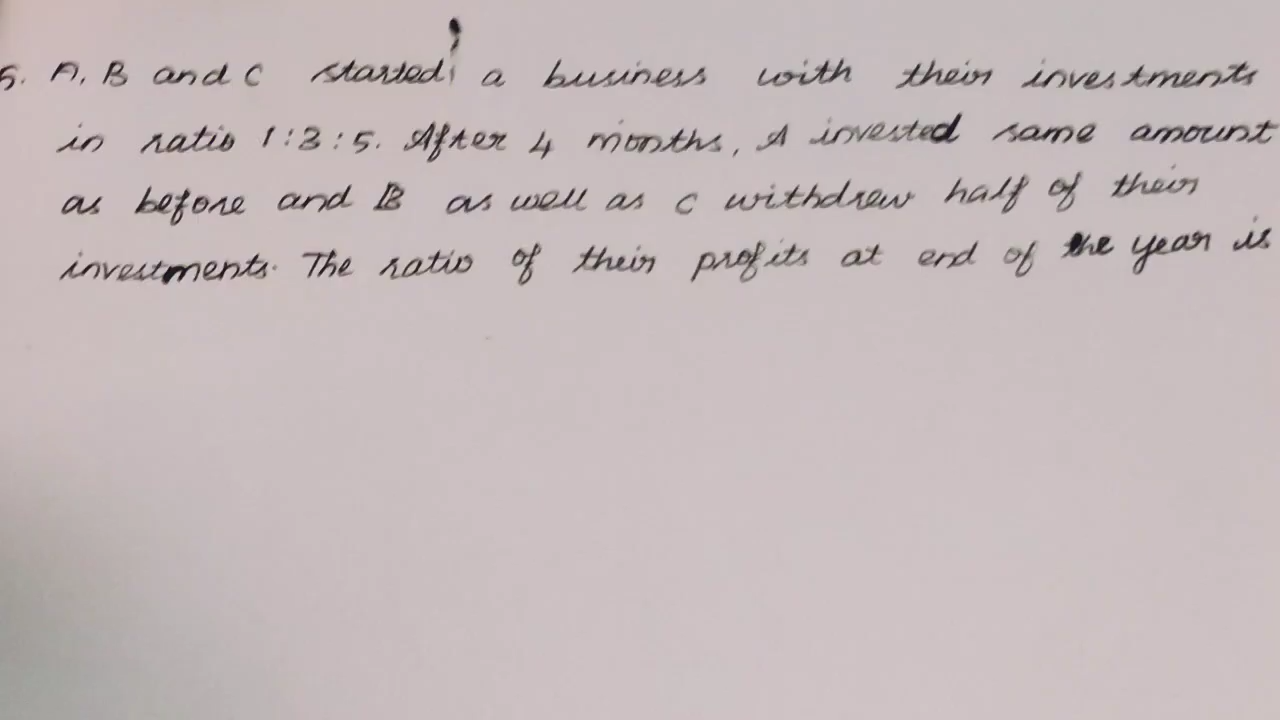 5. A, B and C started a business with their investments
in ratio 1:3:5. After 4 months, A invested same amount
as before and B as well as C withdrew half of their
investments. The ratio of their profits at end of the year is